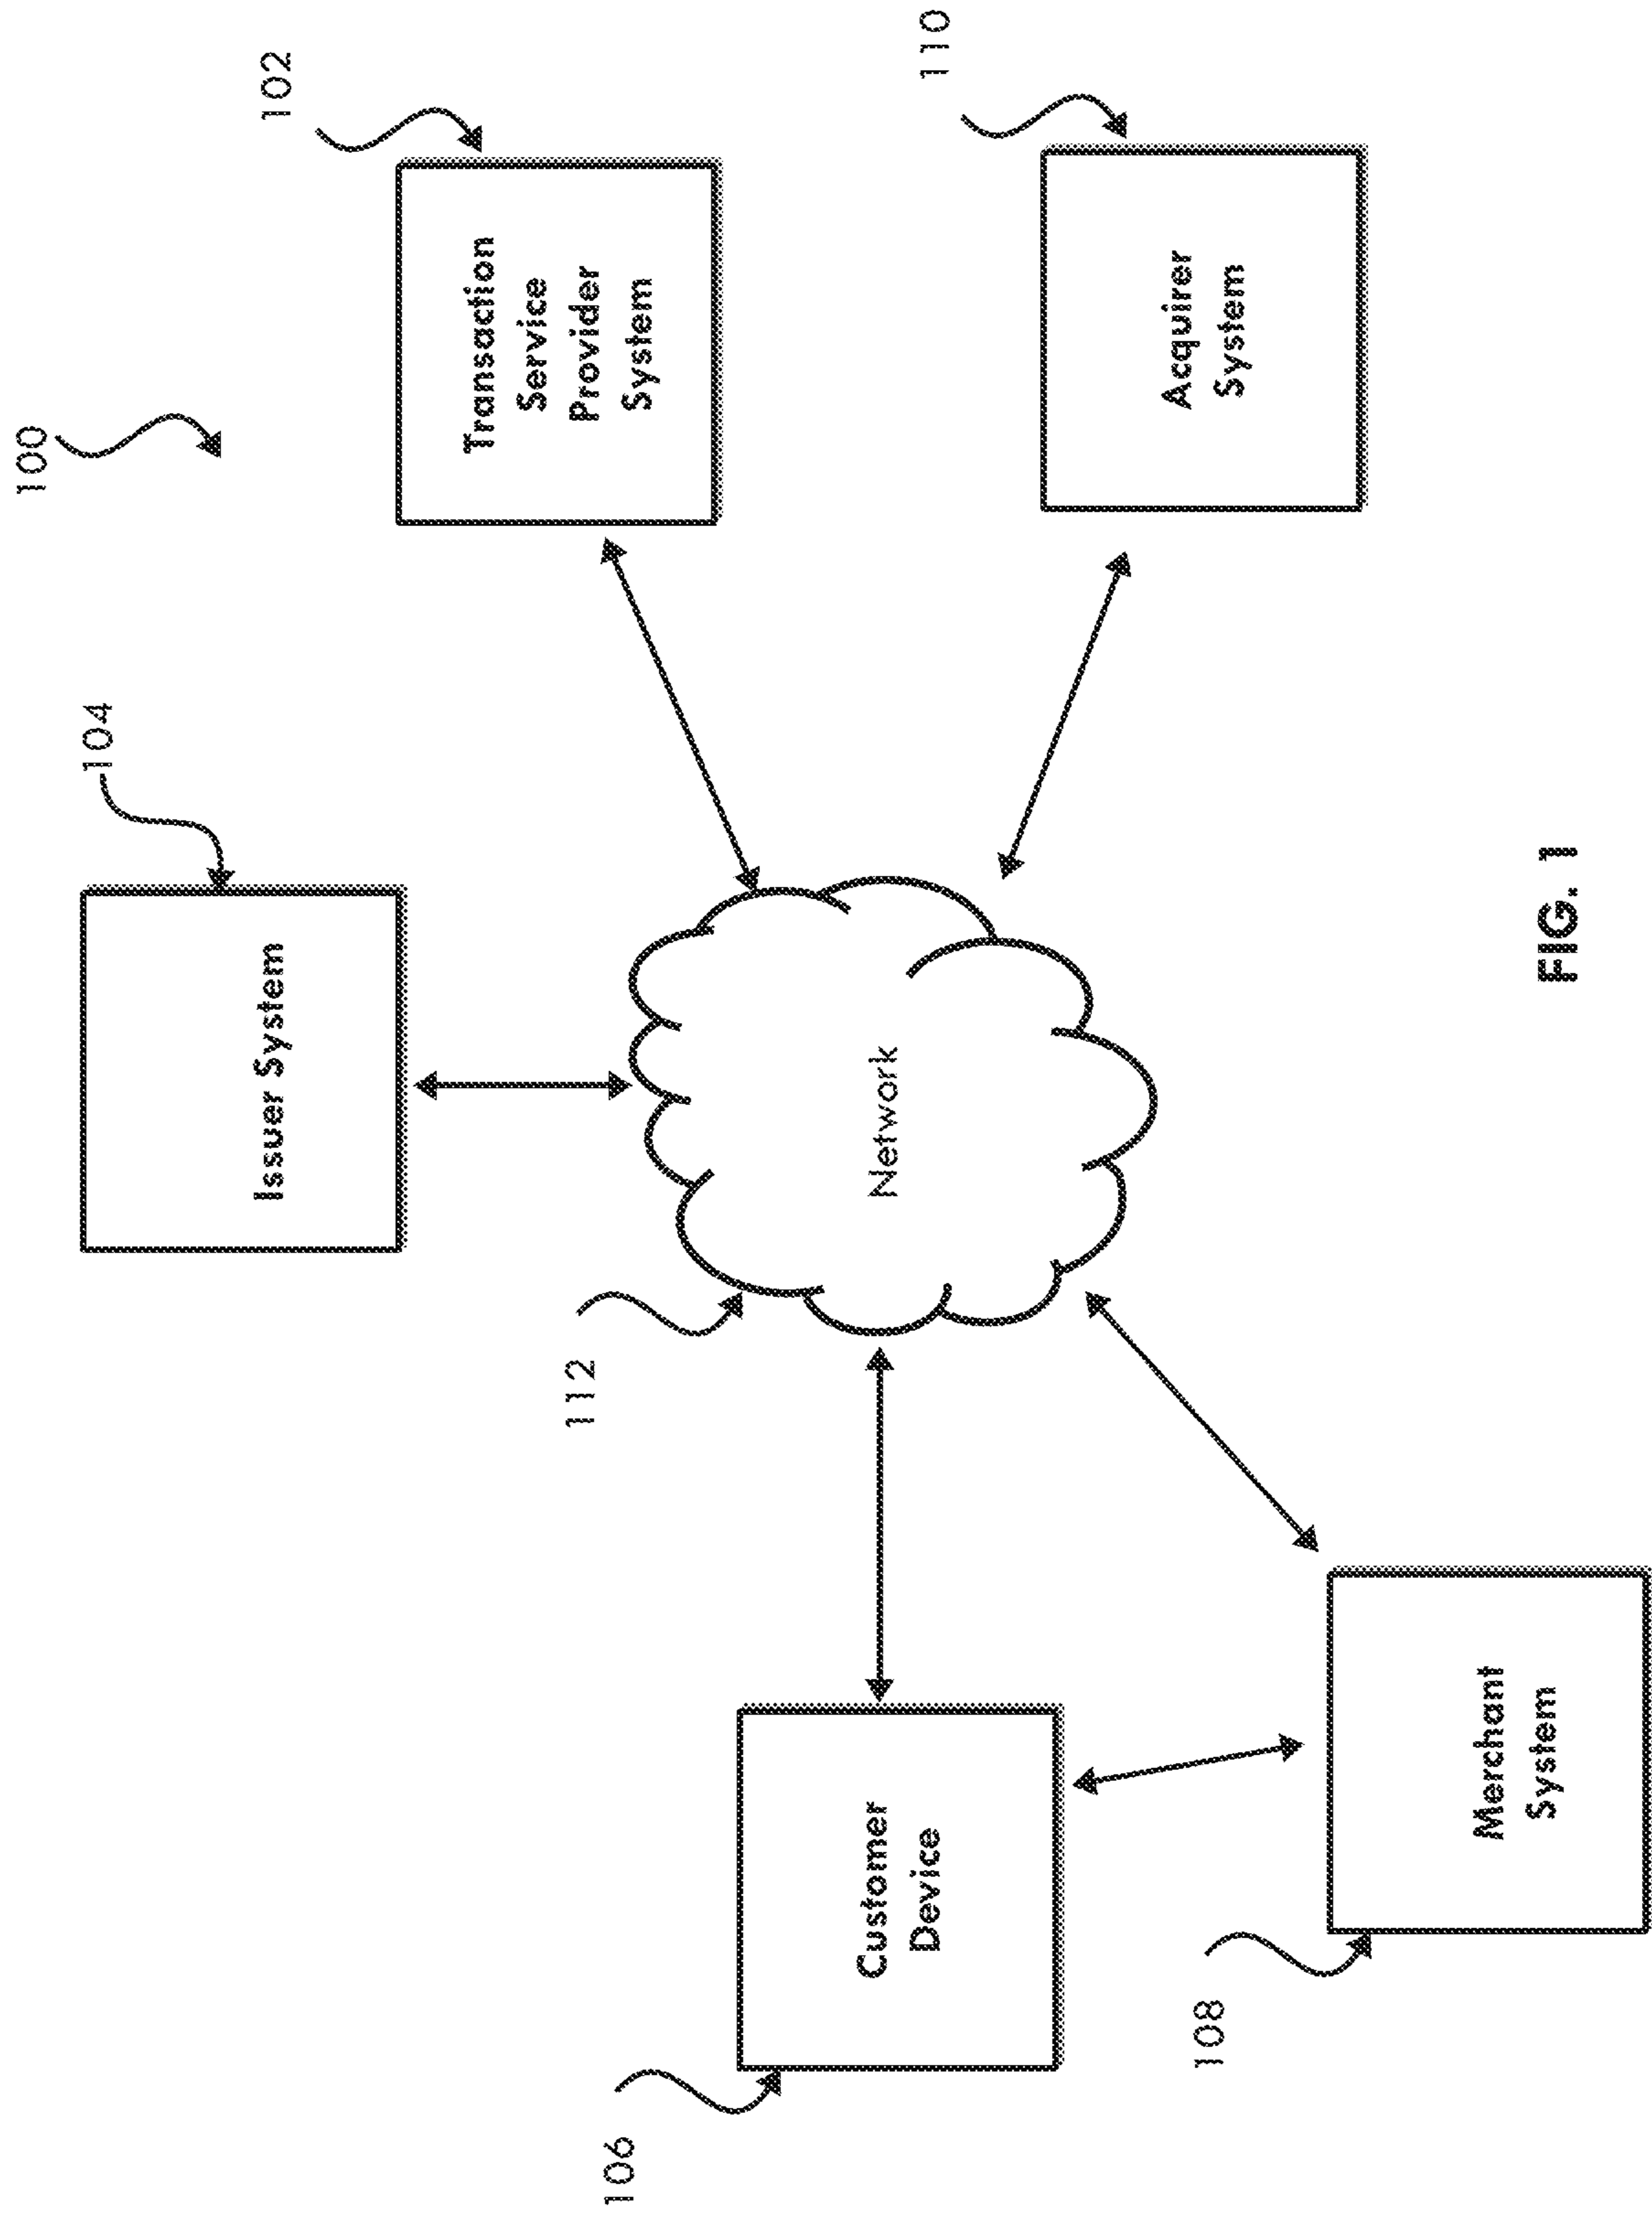 100
104
Issuer System
102
Transaction
Service
Provider
System
112
Network
106
Customer
Device
110
Acquirer
System
108
Merchant
System
FIG. 1